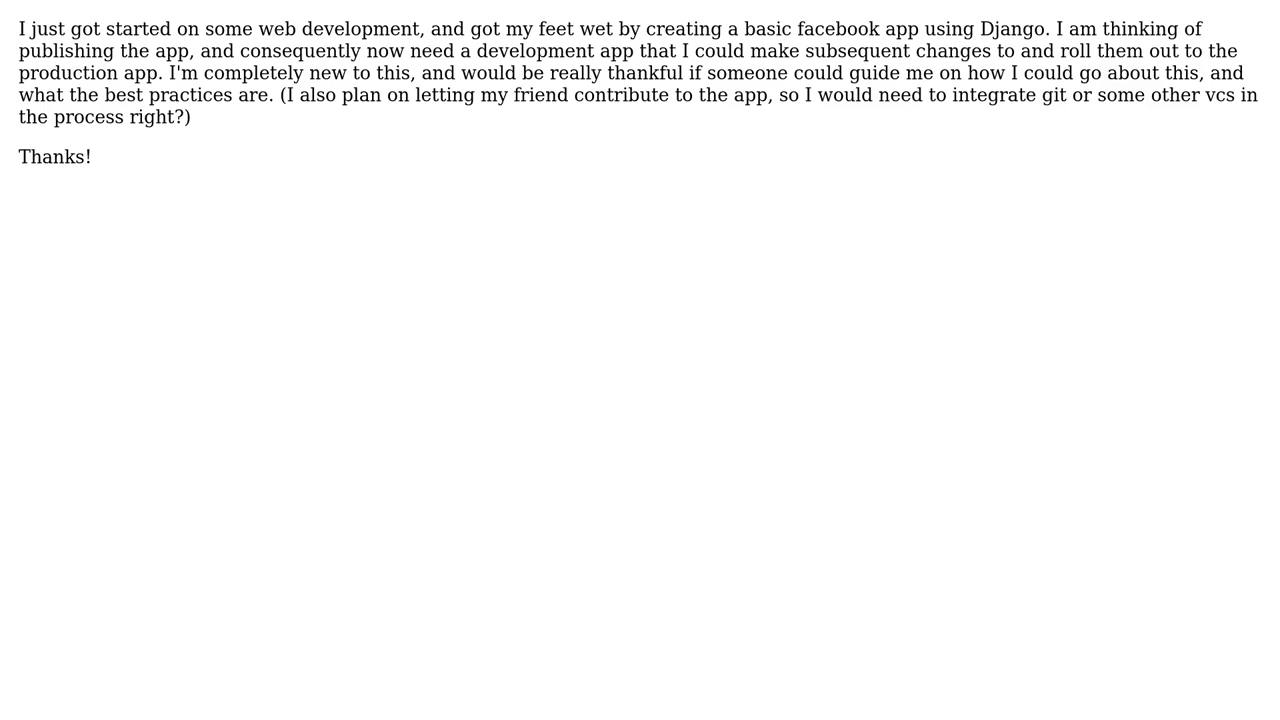 I just got started on some web development, and got my feet wet by creating a basic facebook app using Django. I am thinking of
publishing the app, and consequently now need a development app that I could make subsequent changes to and roll them out to the
production app. I'm completely new to this, and would be really thankful if someone could guide me on how I could go about this, and
what the best practices are. (I also plan on letting my friend contribute to the app, so I would need to integrate git or some other vcs in
the process right?)
Thanks!